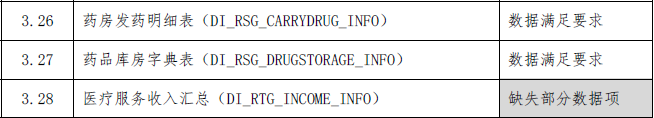 3.26 药房发药明细表（DI_RSG_CARRYDRUG_INFO） 数据满足要求
3.27 药品库房字典表（DI_RSG_DRUGSTORAGE_INFO） 数据满足要求
3.28 医疗服务收入汇总（DI_RTG_INCOME_INFO） 缺失部分数据项